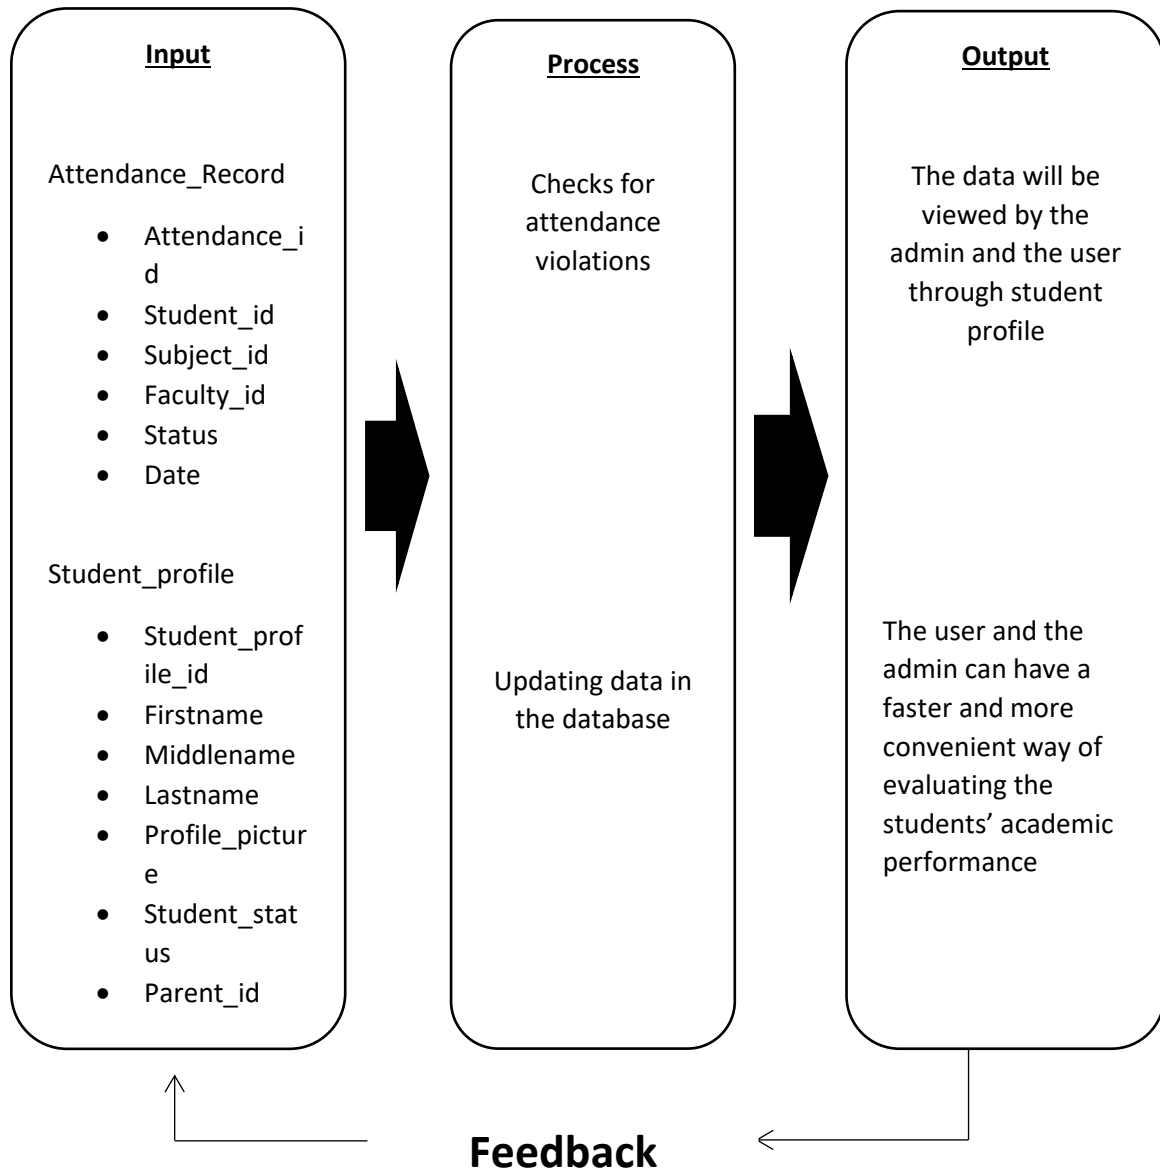 Input
Attendance_Record
• Attendance_i
d
• Student_id
• Subject_id
• Faculty_id
• Status
• Date
Student_profile
• Student_prof
ile_id
• Firstname
• Middlename
• Lastname
• Profile_pictur
e
• Student_stat
us
• Parent_id
Process
Checks for
attendance
violations
Updating data in
the database
Output
The data will be
viewed by the
admin and the user
through student
profile
The user and the
admin can have a
faster and more
convenient way of
evaluating the
students’ academic
performance
Feedback